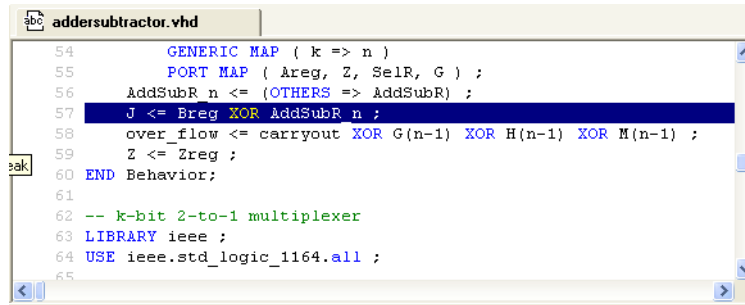 abc addersubtractor.vhd
54 GENERIC MAP ( k => n )
55 PORT MAP ( Areg, Z, SelR, G ) ;
56 AddSubR_n <= (OTHERS => AddSubR) ;
57 J <= Breg XOR AddSubR_n ;
58 over_flow <= carryout XOR G(n-1) XOR H(n-1) XOR M(n-1) ;
59 Z <= Zreg ;
eak
60 END Behavior;
61
62 -- k-bit 2-to-1 multiplexer
63 LIBRARY ieee ;
64 USE ieee.std_logic_1164.all ;
65